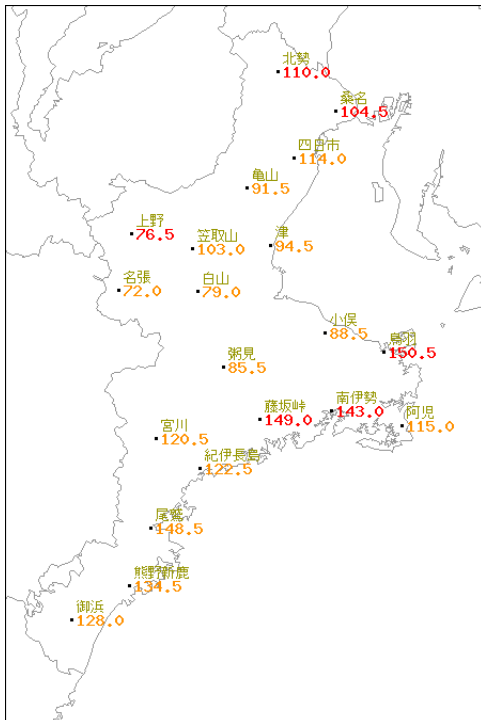 北勢
110.0
桑名
104.5
四日市
114.0
亀山
91.5
上野
76.5
笠取山
103.0
津
94.5
名張
72.0
白山
79.0
小俣
88.5
鳥羽
150.5
粥見
85.5
藤坂峠
149.0
南伊勢
143.0
阿児
115.0
宮川
120.5
紀伊長島
122.5
尾鷲
148.5
熊野新鹿
134.5
御浜
128.0